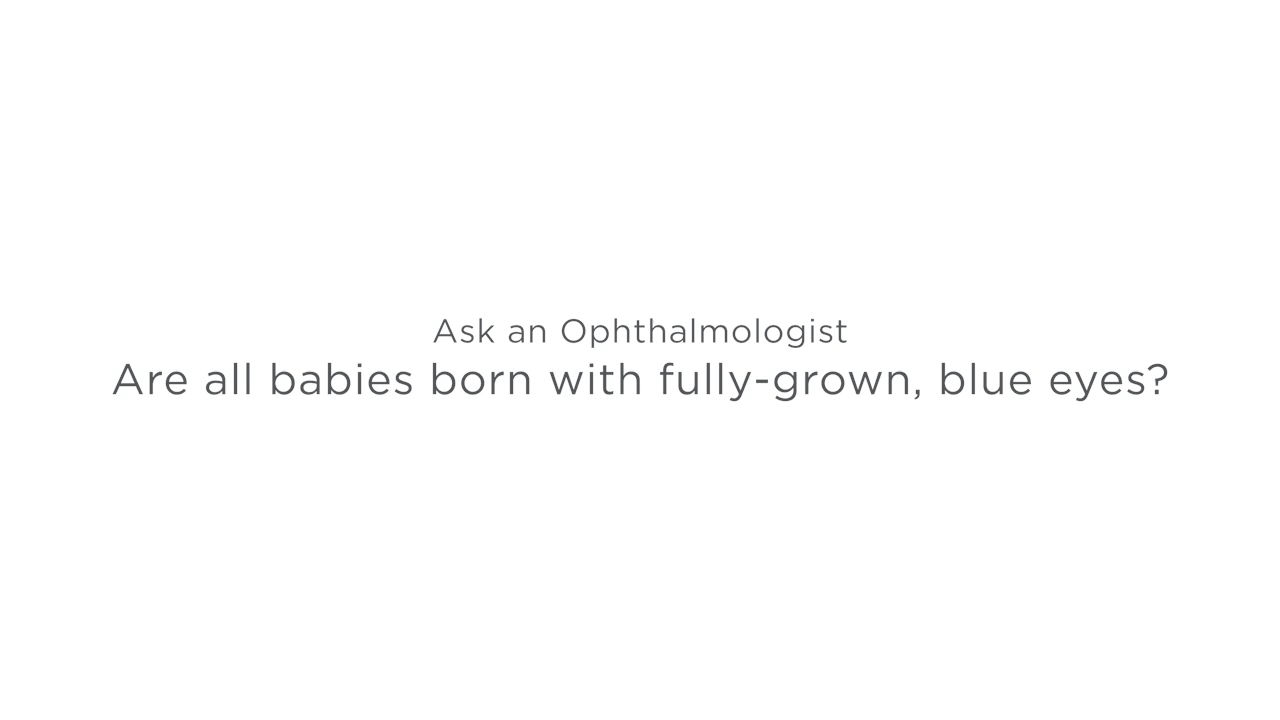 Ask an Ophthalmologist
Are all babies born with fully-grown, blue eyes?